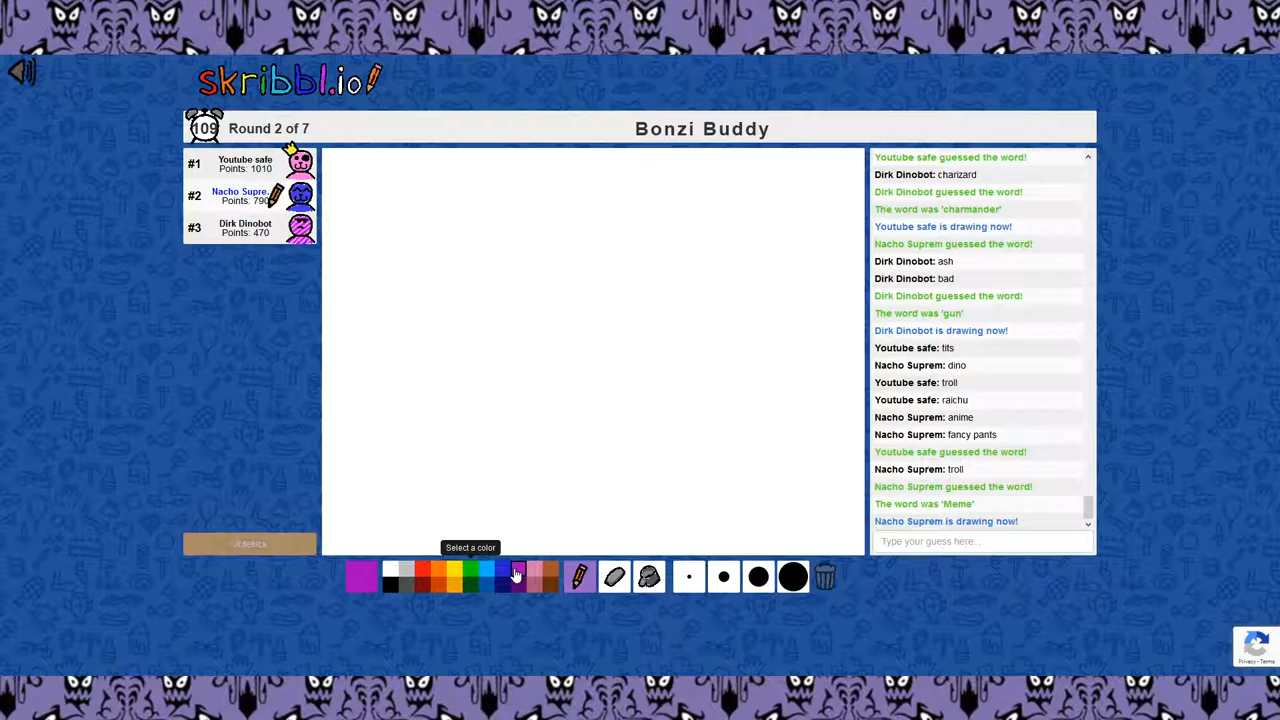 skribbl.io
109 Round 2 of 7 Bonzi Buddy
#1 Youtube safe
Points: 1010
#2 Nacho Supre...
Points: 790
#3 Dirk Dinobot
Points: 470
Votekick
Youtube safe guessed the word!
Dirk Dinobot: charizard
Dirk Dinobot guessed the word!
The word was 'charmander'
Youtube safe is drawing now!
Nacho Suprem guessed the word!
Dirk Dinobot: ash
Dirk Dinobot: bad
Dirk Dinobot guessed the word!
The word was 'gun'
Dirk Dinobot is drawing now!
Youtube safe: tits
Nacho Suprem: dino
Youtube safe: troll
Youtube safe: raichu
Nacho Suprem: anime
Nacho Suprem: fancy pants
Youtube safe guessed the word!
Nacho Suprem: troll
Nacho Suprem guessed the word!
The word was 'Meme'
Nacho Suprem is drawing now!
Type your guess here...
Select a color
Privacy - Terms